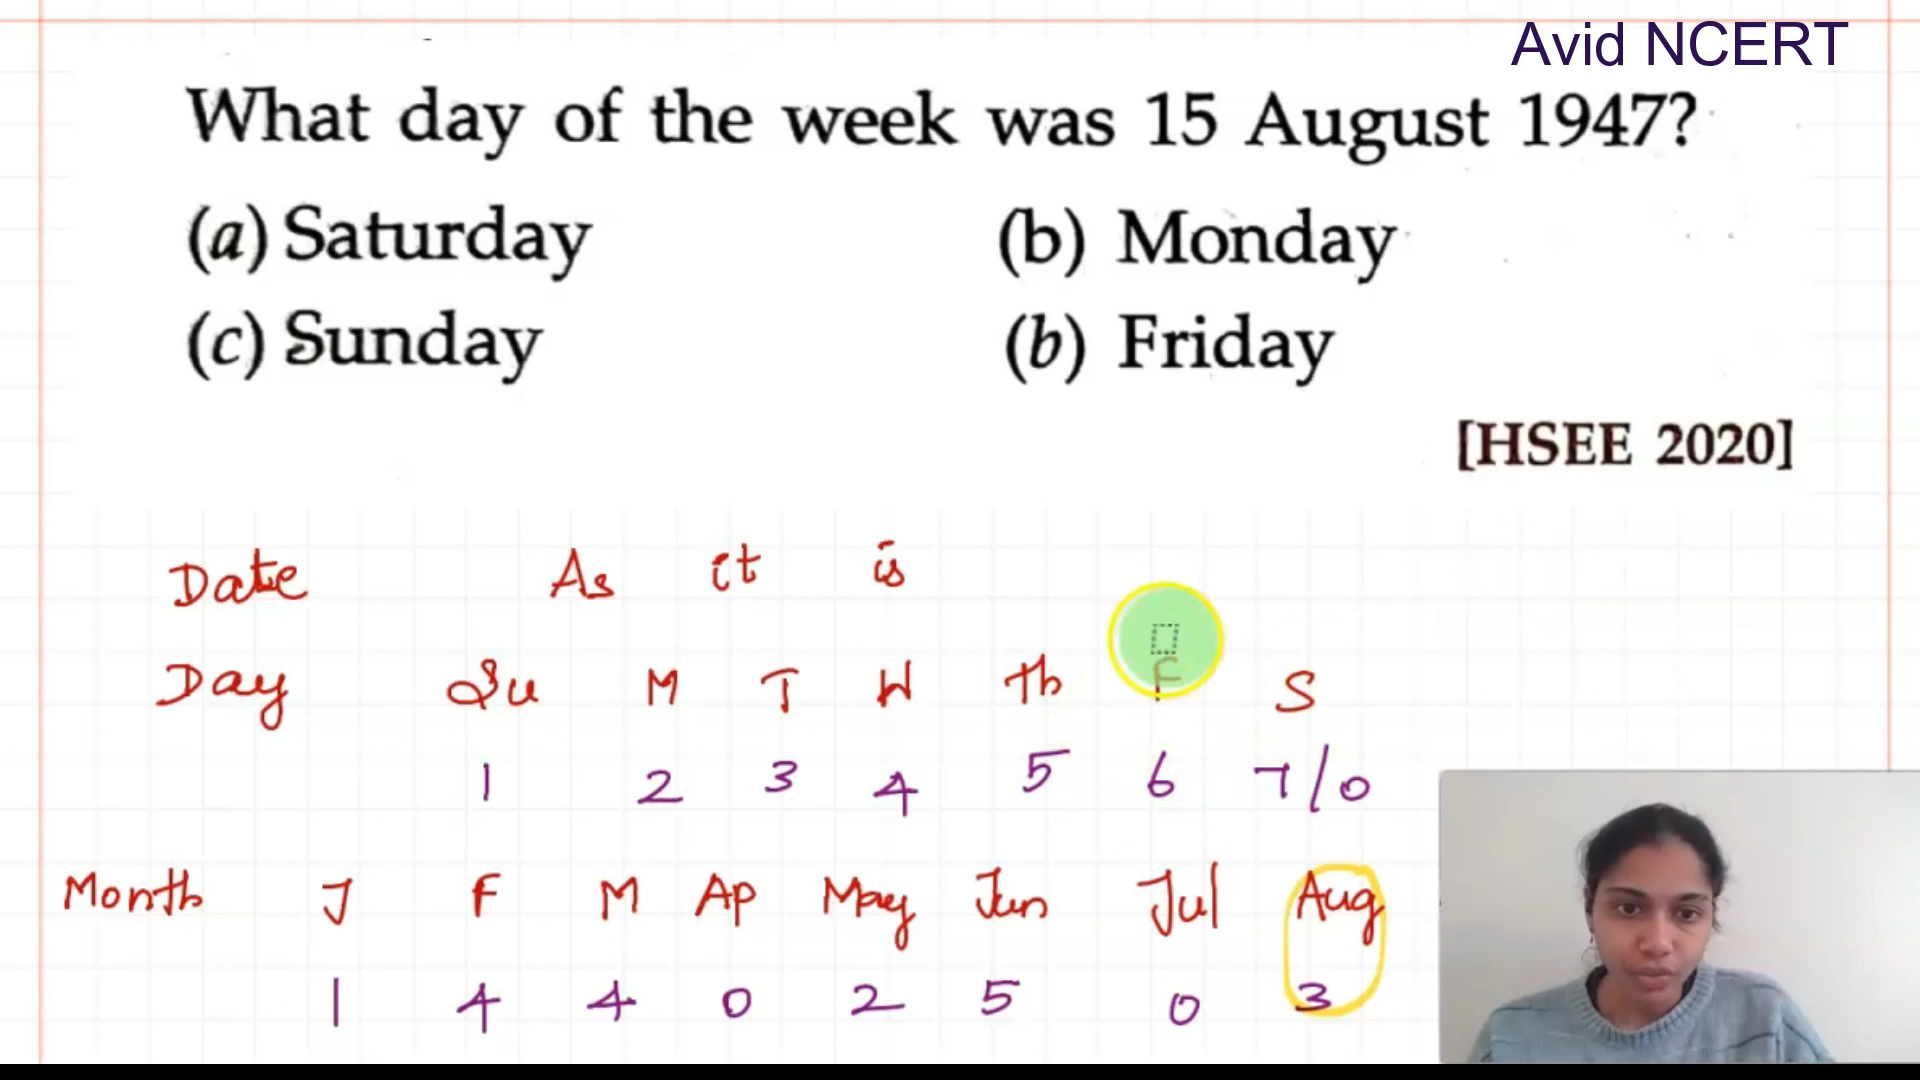 Avid NCERT
What day of the week was 15 August 1947?
(a) Saturday (b) Monday
(c) Sunday (b) Friday
[HSEE 2020]
Date As it is
Day Su M T W Th F S
1 2 3 4 5 6 7/0
Month J F M Ap May Jun Jul Aug
1 4 4 0 2 5 0 3